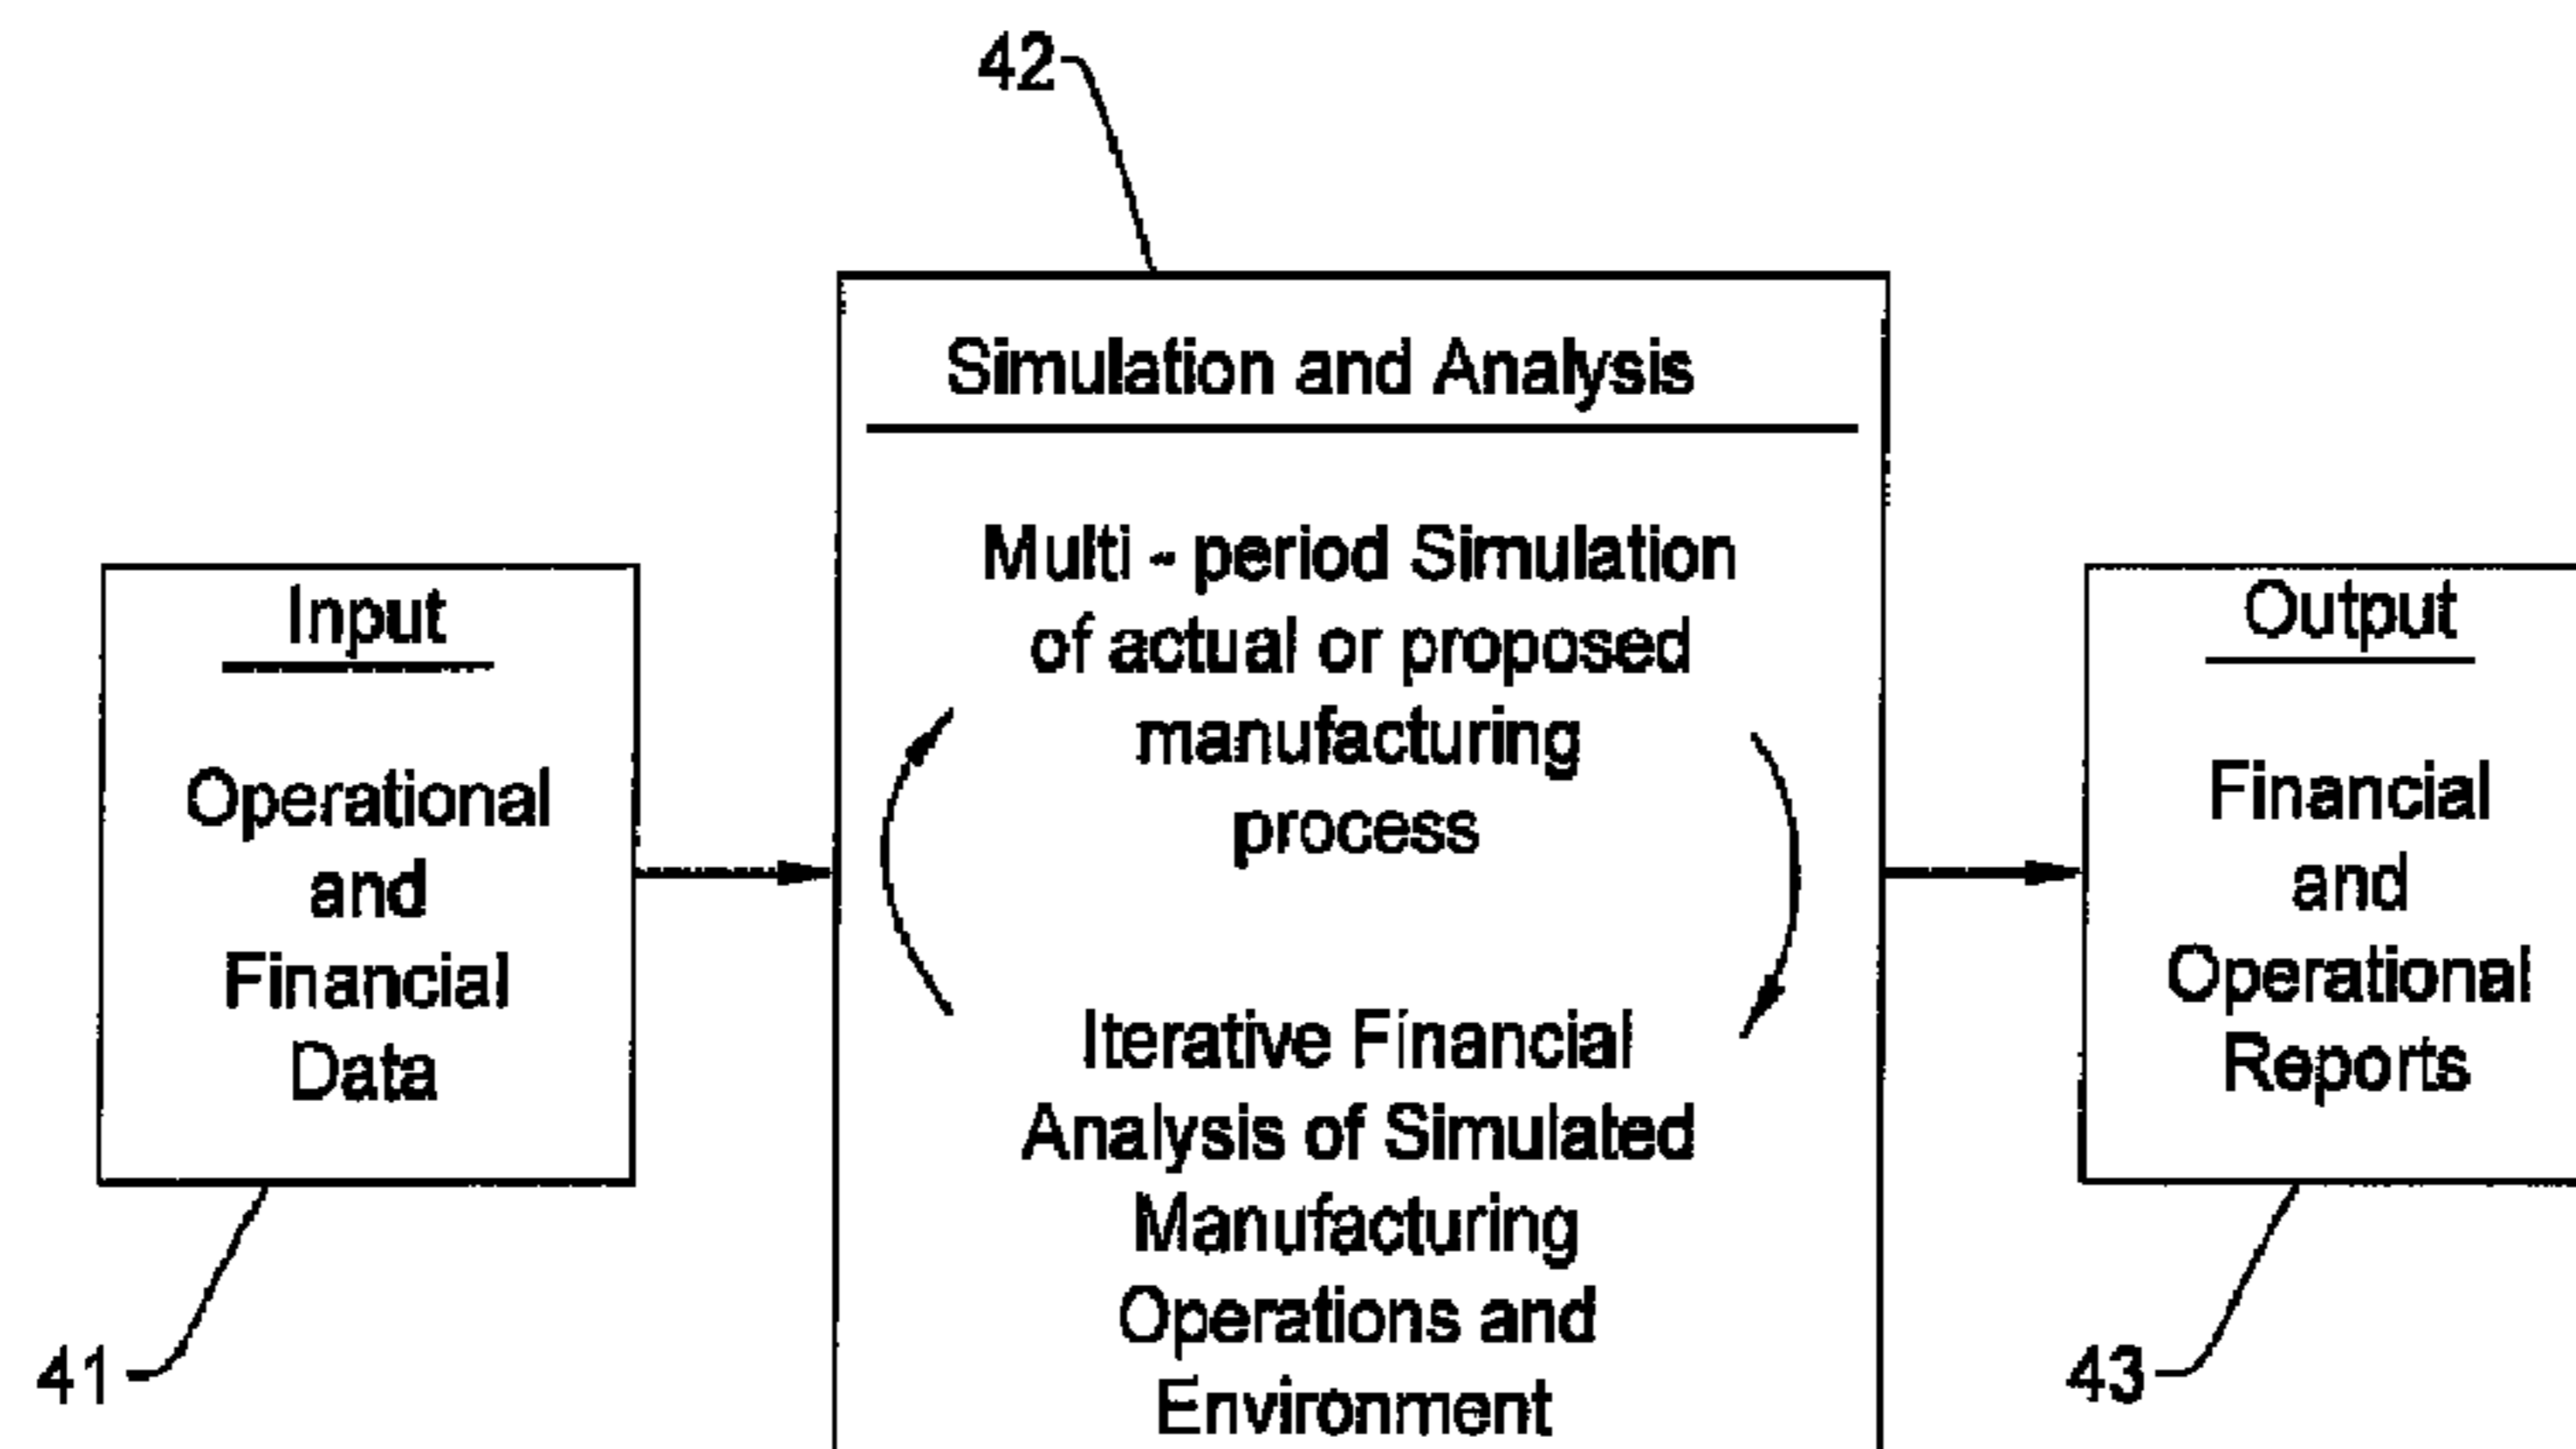 42
Simulation and Analysis
Multi - period Simulation
of actual or proposed
manufacturing
process
Iterative Financial
Analysis of Simulated
Manufacturing
Operations and
Environment
Input
Operational
and
Financial
Data
41
Output
Financial
and
Operational
Reports
43